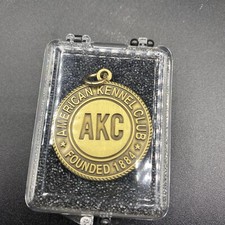 AMERICAN KENNEL CLUB
AKC
FOUNDED 1884